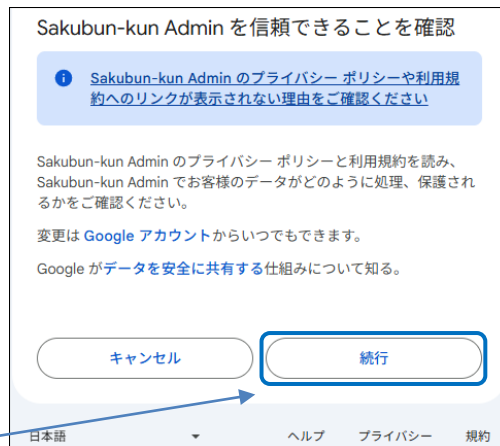 Sakubun-kun Admin を信頼できることを確認
Sakubun-kun Admin のプライバシー ポリシーや利用規
約へのリンクが表示されない理由をご確認ください
Sakubun-kun Admin のプライバシー ポリシーと利用規約を読み、
Sakubun-kun Admin でお客様のデータがどのように処理、保護され
るかをご確認ください。
変更は Google アカウントからいつでもできます。
Google がデータを安全に共有する仕組みについて知る。
キャンセル 続行
日本語 ヘルプ プライバシー 規約